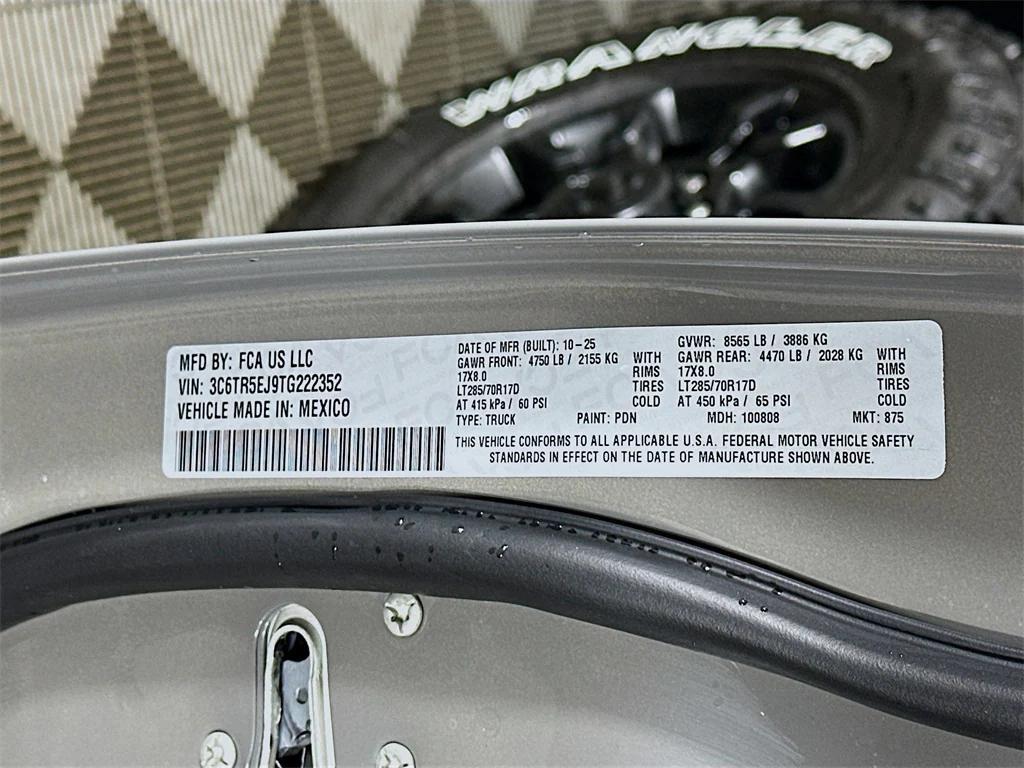 WRANGLER
MFD BY: FCA US LLC
VIN: 3C6TR5EJ9TG222352
VEHICLE MADE IN: MEXICO
DATE OF MFR (BUILT): 10-25
GAWR FRONT: 4750 LB / 2155 KG WITH
17X8.0 RIMS
LT285/70R17D TIRES
AT 415 kPa / 60 PSI COLD
GVWR: 8565 LB / 3886 KG
GAWR REAR: 4470 LB / 2028 KG WITH
17X8.0 RIMS
LT285/70R17D TIRES
AT 450 kPa / 65 PSI COLD
TYPE: TRUCK PAINT: PDN MDH: 100808 MKT: 875
THIS VEHICLE CONFORMS TO ALL APPLICABLE U.S.A. FEDERAL MOTOR VEHICLE SAFETY
STANDARDS IN EFFECT ON THE DATE OF MANUFACTURE SHOWN ABOVE.